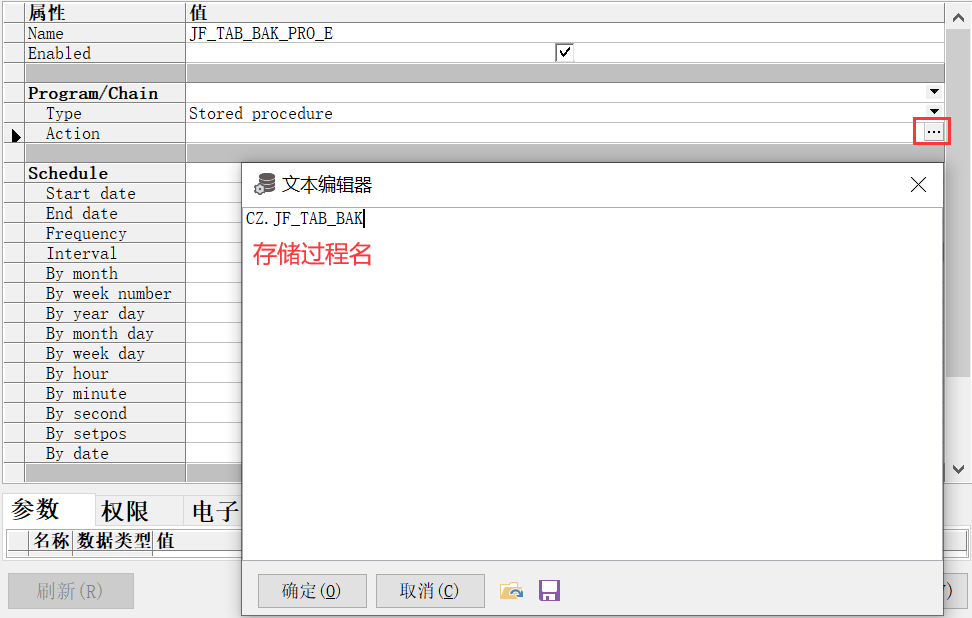 属性 值
Name JF_TAB_BAK_PRO_E
Enabled
Program/Chain
Type Stored procedure
Action ...
Schedule
文本编辑器
Start date
CZ.JF_TAB_BAK
End date
Frequency
存储过程名
Interval
By month
By week number
By year day
By month day
By week day
By hour
By minute
By second
By setpos
By date
参数 权限 电子
名称 数据类型 值
刷新(R) 确定(O) 取消(C) )